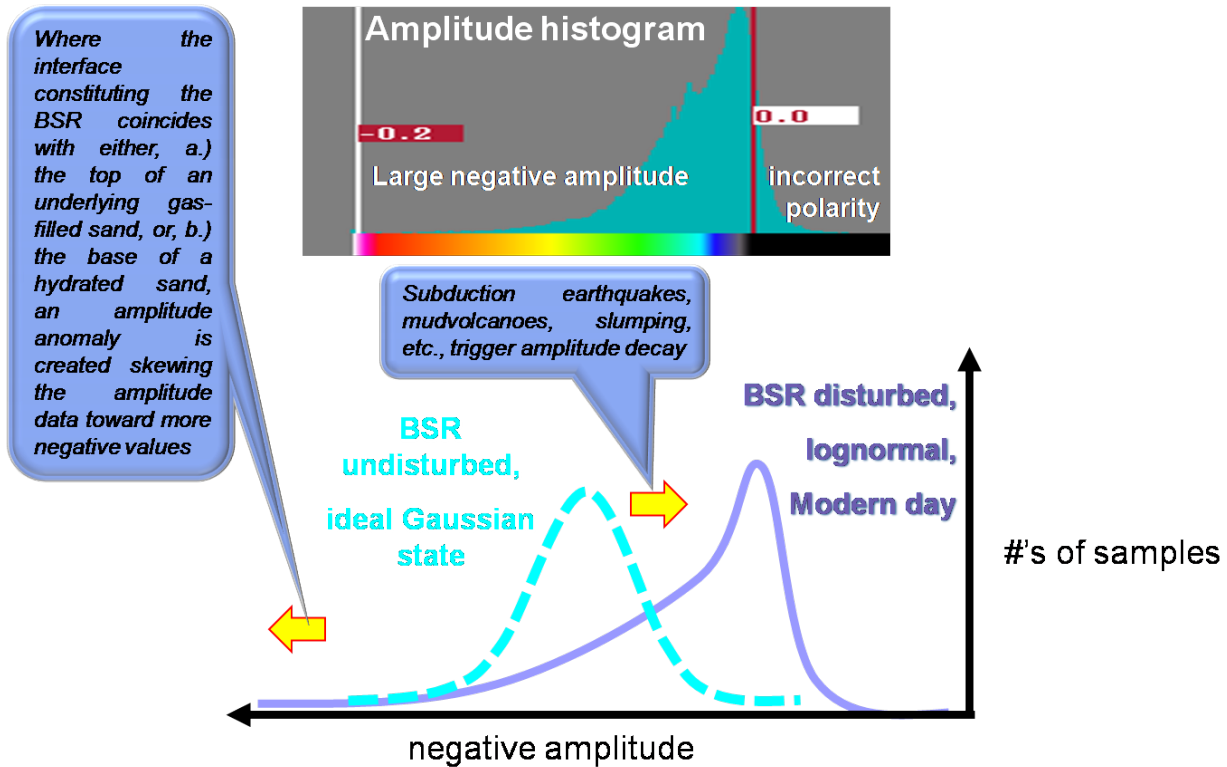 Where the
interface
constituting the
BSR coincides
with either, a.)
the top of an
underlying gas-
filled sand, or, b.)
the base of a
hydrated sand,
an amplitude
anomaly is
created skewing
the amplitude
data toward more
negative values
Amplitude histogram
-0.2
0.0
Large negative amplitude
incorrect
polarity
Subduction earthquakes,
mudvolcanoes, slumping,
etc., trigger amplitude decay
BSR
undisturbed,
ideal Gaussian
state
BSR disturbed,
lognormal,
Modern day
#'s of samples
negative amplitude